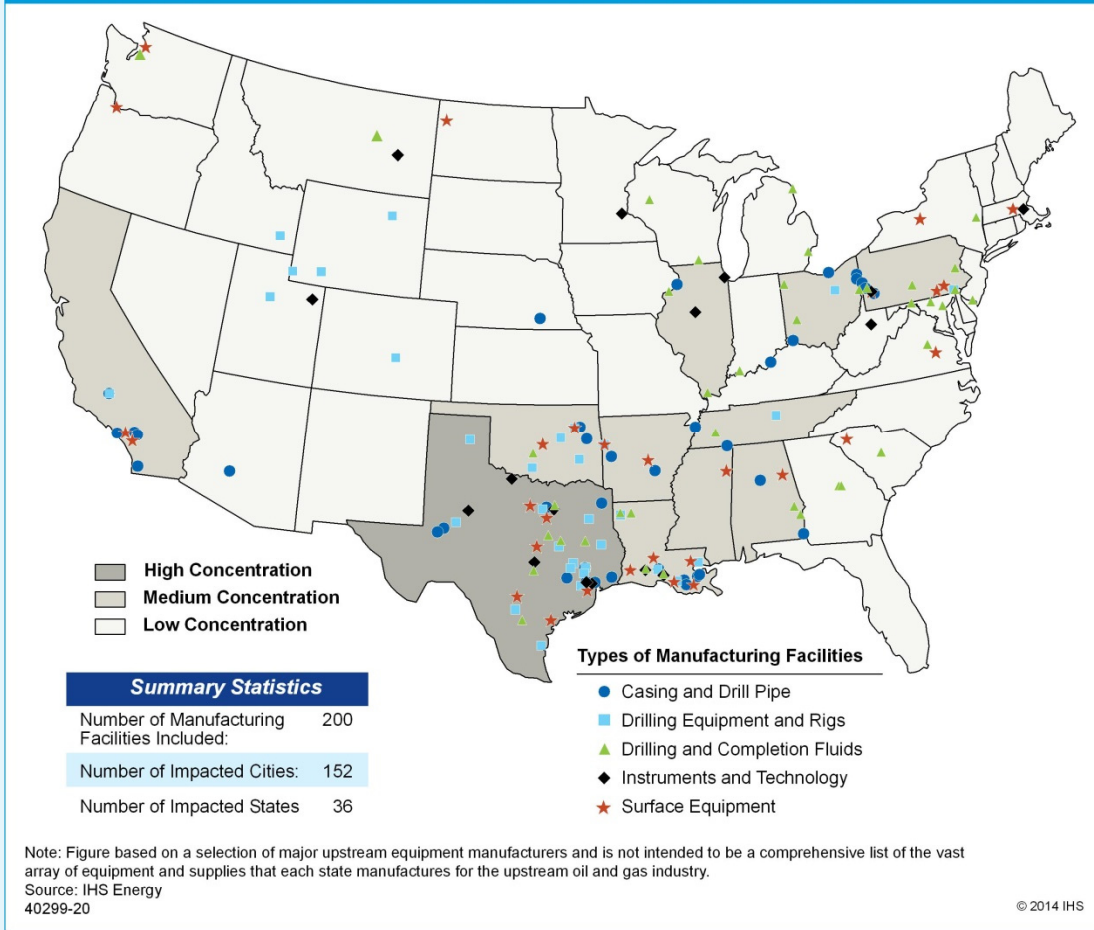 High Concentration
Medium Concentration
Low Concentration
Summary Statistics
Number of Manufacturing
Facilities Included:
200
Number of Impacted Cities: 152
Number of Impacted States 36
Types of Manufacturing Facilities
Casing and Drill Pipe
Drilling Equipment and Rigs
Drilling and Completion Fluids
Instruments and Technology
Surface Equipment
Note: Figure based on a selection of major upstream equipment manufacturers and is not intended to be a comprehensive list of the vast
array of equipment and supplies that each state manufactures for the upstream oil and gas industry.
Source: IHS Energy
40299-20
© 2014 IHS